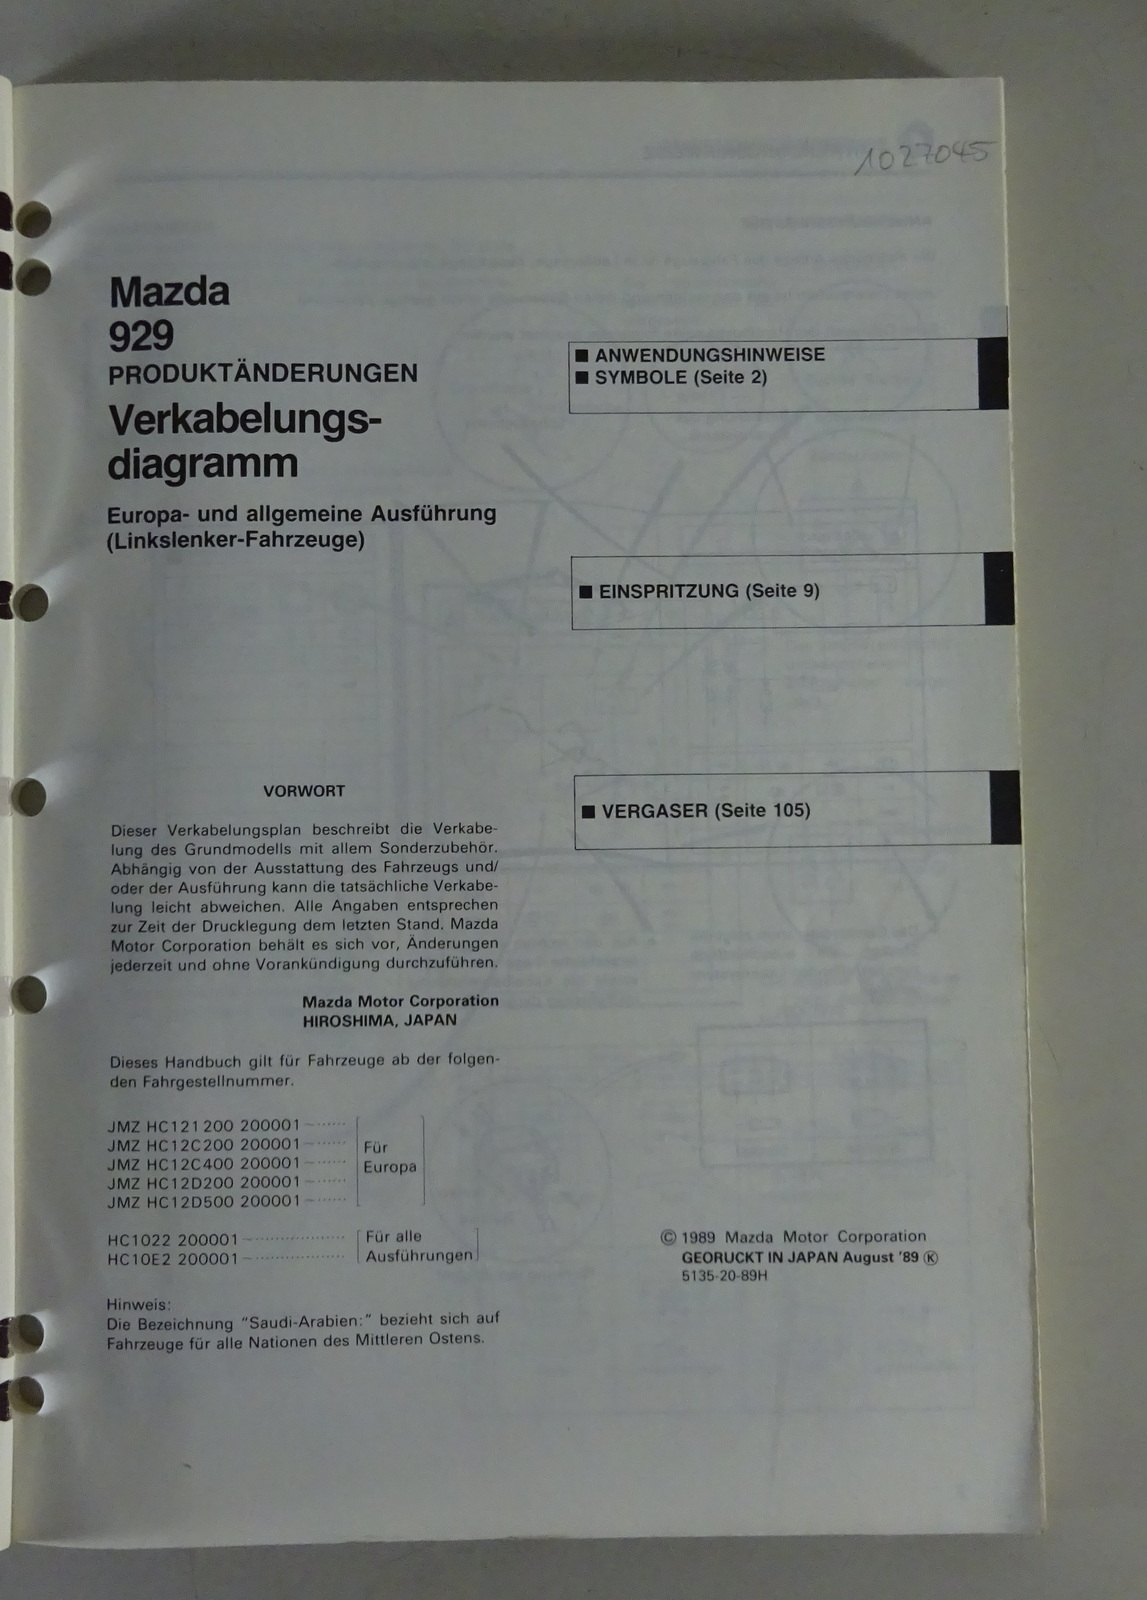 1027045
Mazda
929
PRODUKTÄNDERUNGEN
Verkabelungs-
diagramm
Europa- und allgemeine Ausführung
(Linkslenker-Fahrzeuge)
■ ANWENDUNGSHINWEISE
■ SYMBOLE (Seite 2)
■ EINSPRITZUNG (Seite 9)
■ VERGASER (Seite 105)
VORWORT
Dieser Verkabelungsplan beschreibt die Verkabe-
lung des Grundmodells mit allem Sonderzubehör.
Abhängig von der Ausstattung des Fahrzeugs und/
oder der Ausführung kann die tatsächliche Verkabe-
lung leicht abweichen. Alle Angaben entsprechen
zur Zeit der Drucklegung dem letzten Stand. Mazda
Motor Corporation behält es sich vor, Änderungen
jederzeit und ohne Vorankündigung durchzuführen.
Mazda Motor Corporation
HIROSHIMA, JAPAN
Dieses Handbuch gilt für Fahrzeuge ab der folgen-
den Fahrgestellnummer.
JMZ HC121200 200001 ~ ······
JMZ HC12C200 200001 ~ ······
JMZ HC12C400 200001 ~ ······
JMZ HC12D200 200001 ~ ······
JMZ HC12D500 200001 ~ ······
Für
Europa
HC1022 200001 ~ ··················
HC10E2 200001 ~ ··················
Für alle
Ausführungen
Hinweis:
Die Bezeichnung "Saudi-Arabien:" bezieht sich auf
Fahrzeuge für alle Nationen des Mittleren Ostens.
© 1989 Mazda Motor Corporation
GEORUCKT IN JAPAN August '89 Ⓚ
5135-20-89H